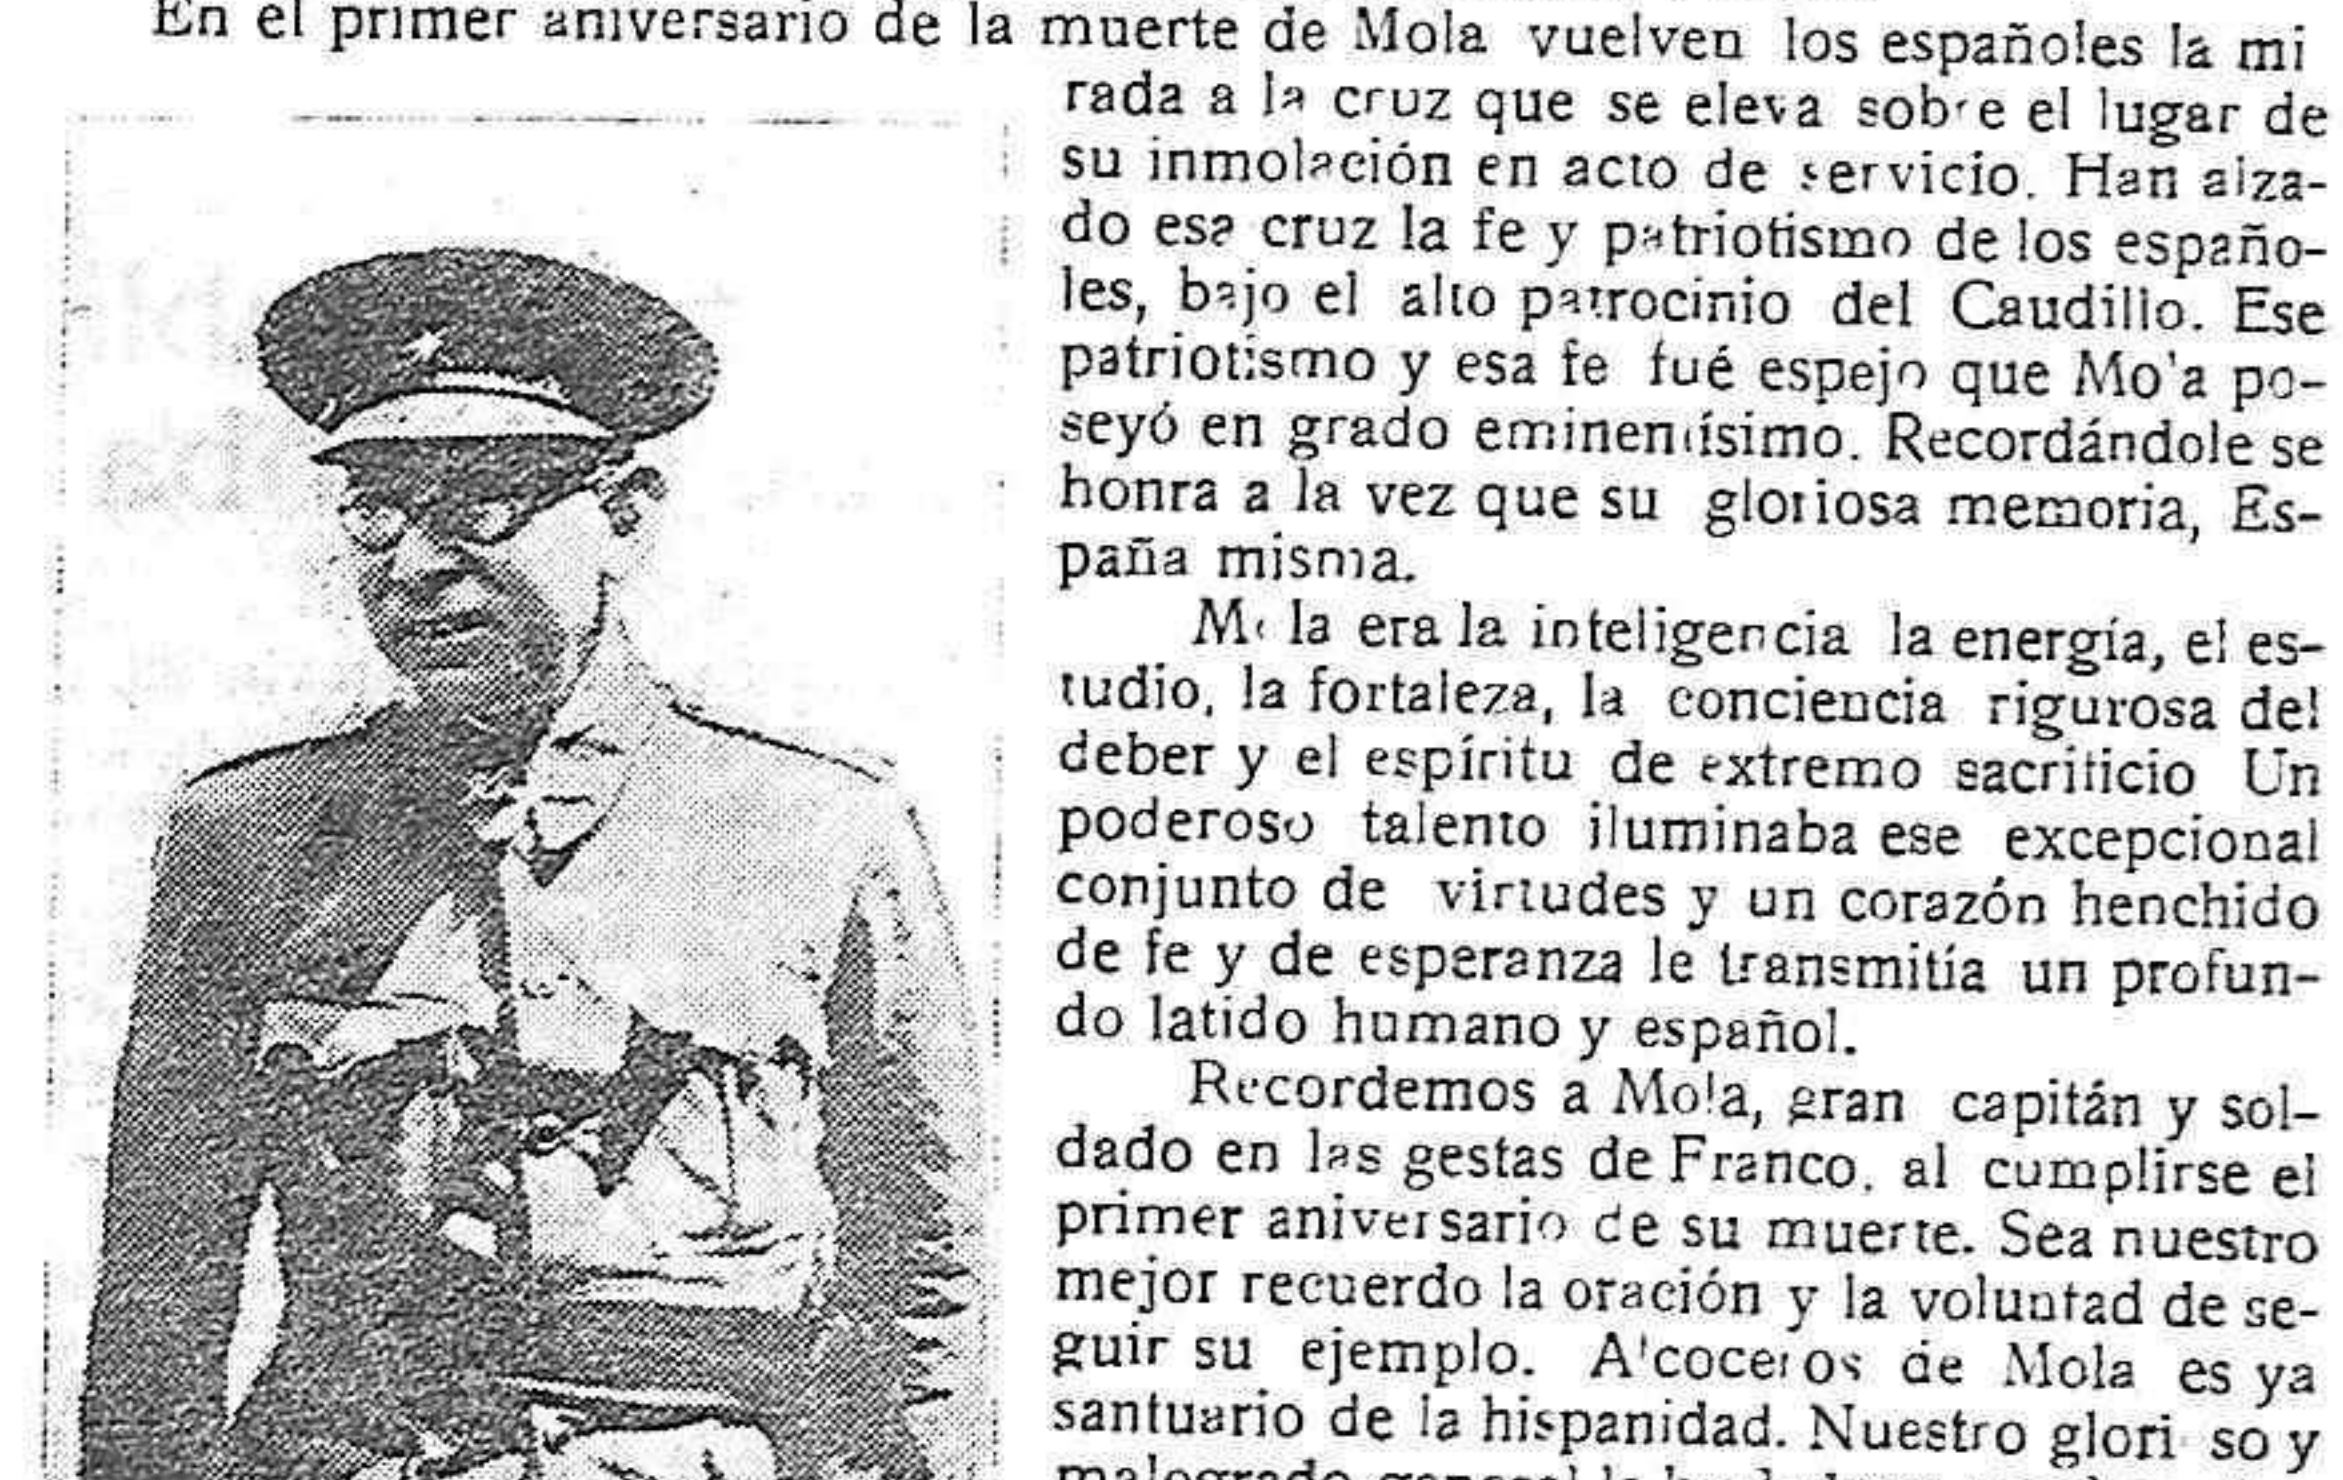 En el primer aniversario de la muerte de Mola vuelven los españoles la mi
rada a la cruz que se eleva sobre el lugar de
su inmolación en acto de servicio. Han alza-
do esa cruz la fe y patriotismo de los españo-
les, bajo el alto patrocinio del Caudillo. Ese
patriotismo y esa fe fué espejo que Mola po-
seyó en grado eminentísimo. Recordándole se
honra a la vez que su gloriosa memoria, Es-
paña misma.
Mola era la inteligencia la energía, el es-
tudio, la fortaleza, la conciencia rigurosa del
deber y el espíritu de extremo sacrificio Un
poderoso talento iluminaba ese excepcional
conjunto de virtudes y un corazón henchido
de fe y de esperanza le transmitía un profun-
do latido humano y español.
Recordemos a Mola, gran capitán y sol-
dado en las gestas de Franco, al cumplirse el
primer aniversario de su muerte. Sea nuestro
mejor recuerdo la oración y la voluntad de se-
guir su ejemplo. Alcoceros de Mola es ya
santuario de la hispanidad. Nuestro glorioso y
malogrado general